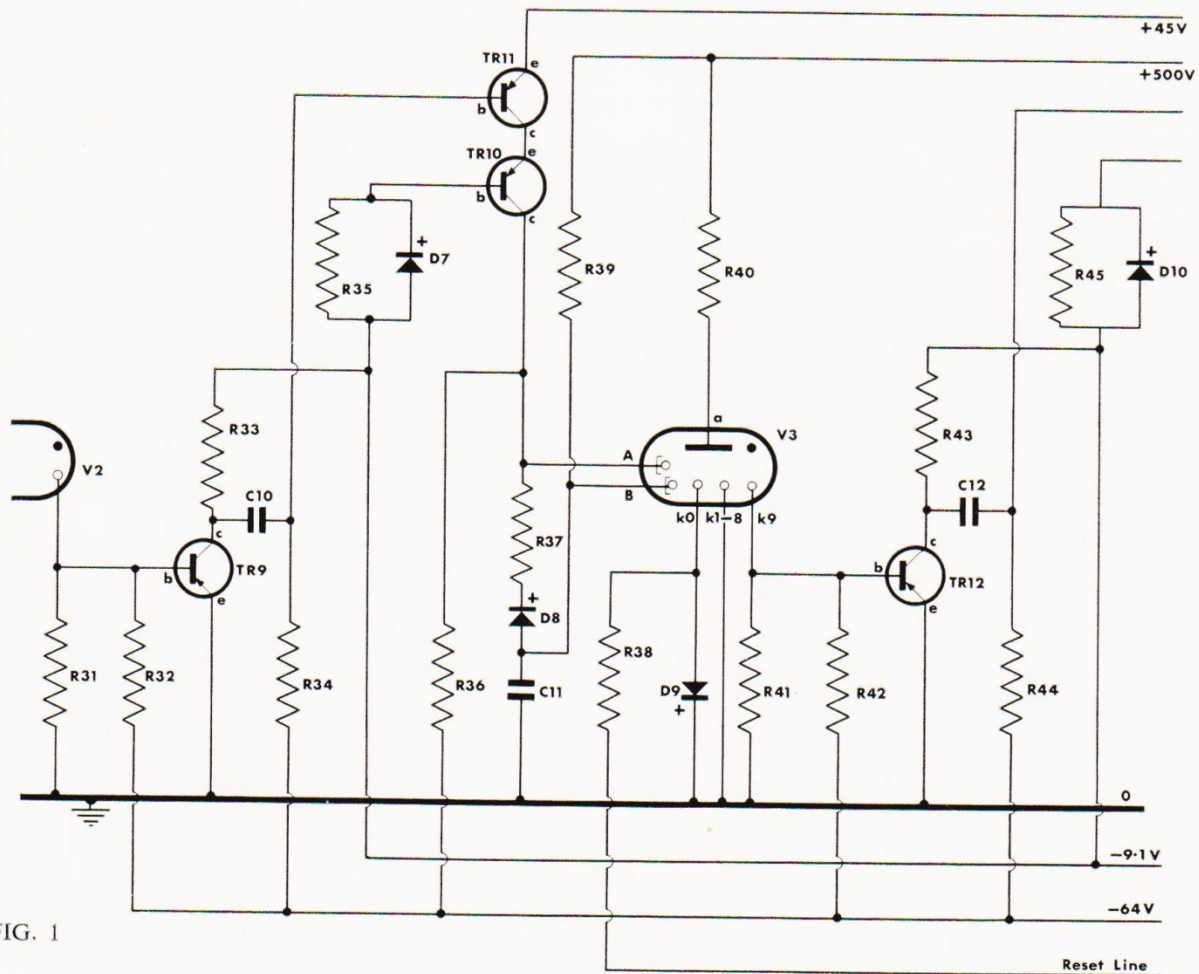 +45V
TR11
e
b
c
+500V
TR10
e
b
c
R35
D7
+
R39
R40
R45
D10
+
R33
a
V3
R43
V2
A
B
k0
k1-8
k9
C10
C12
c
b
TR9
e
R37
c
b
TR12
e
D8
+
R31
R32
R34
R36
C11
R38
D9
+
R41
R42
R44
0
-9·1V
-64V
FIG. 1
Reset Line